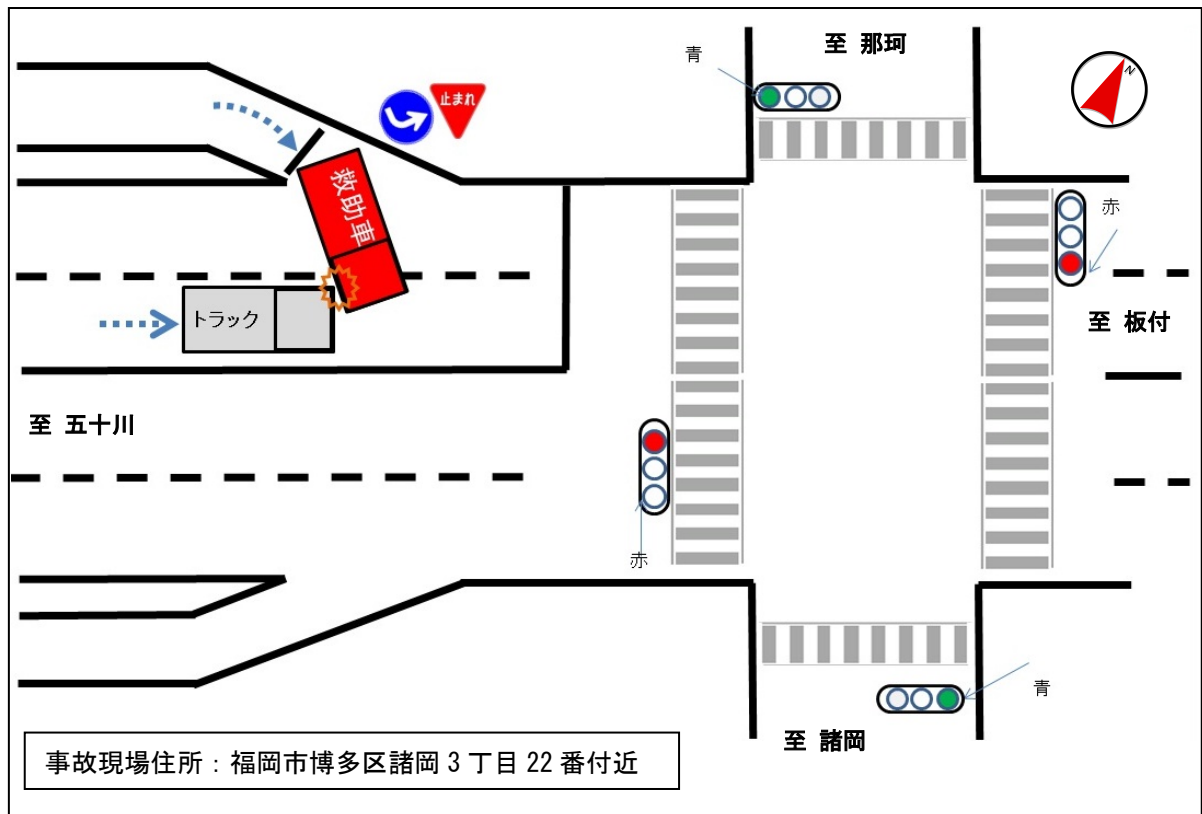 至 那珂
青
N
止まれ
赤
救助車
トラック
至 板付
至 五十川
赤
青
至 諸岡
事故現場住所：福岡市博多区諸岡 3 丁目 22 番付近